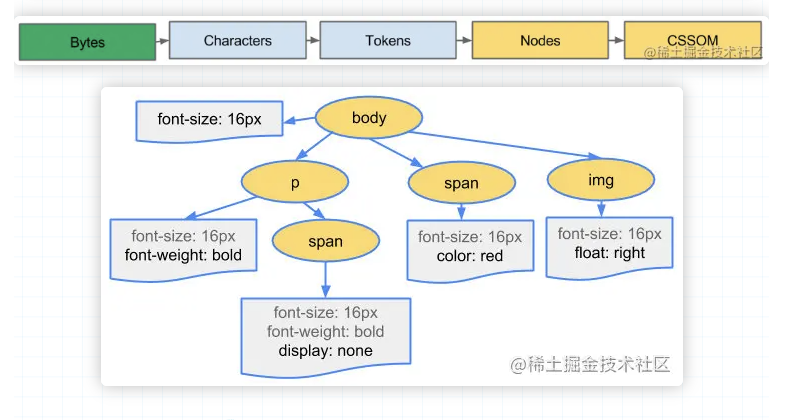 Bytes
Characters
Tokens
Nodes
CSSOM
@稀土掘金技术社区
font-size: 16px
body
p
span
img
font-size: 16px
font-weight: bold
span
font-size: 16px
color: red
font-size: 16px
float: right
font-size: 16px
font-weight: bold
display: none
@稀土掘金技术社区